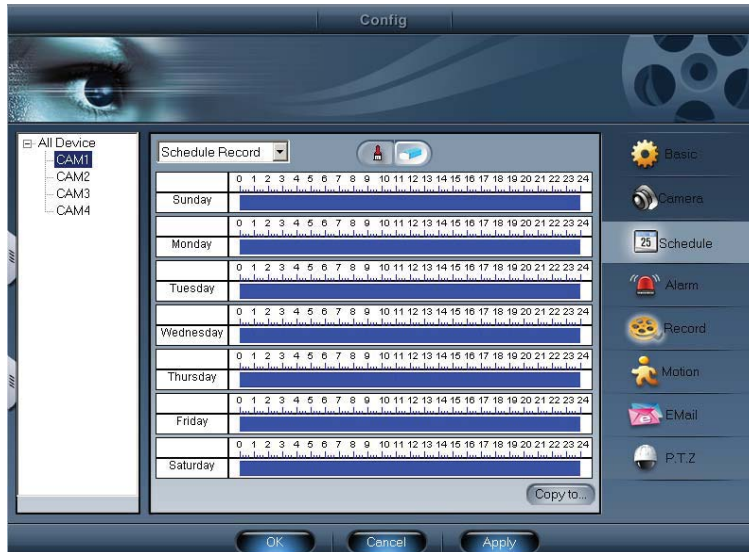 Config
All Device
CAM1
CAM2
CAM3
CAM4
Schedule Record
0 1 2 3 4 5 6 7 8 9 10 11 12 13 14 15 16 17 18 19 20 21 22 23 24
Sunday
0 1 2 3 4 5 6 7 8 9 10 11 12 13 14 15 16 17 18 19 20 21 22 23 24
Monday
0 1 2 3 4 5 6 7 8 9 10 11 12 13 14 15 16 17 18 19 20 21 22 23 24
Tuesday
0 1 2 3 4 5 6 7 8 9 10 11 12 13 14 15 16 17 18 19 20 21 22 23 24
Wednesday
0 1 2 3 4 5 6 7 8 9 10 11 12 13 14 15 16 17 18 19 20 21 22 23 24
Thursday
0 1 2 3 4 5 6 7 8 9 10 11 12 13 14 15 16 17 18 19 20 21 22 23 24
Friday
0 1 2 3 4 5 6 7 8 9 10 11 12 13 14 15 16 17 18 19 20 21 22 23 24
Saturday
Copy to...
Basic
Camera
25 Schedule
Alarm
Record
Motion
e EMail
P.T.Z
OK Cancel Apply